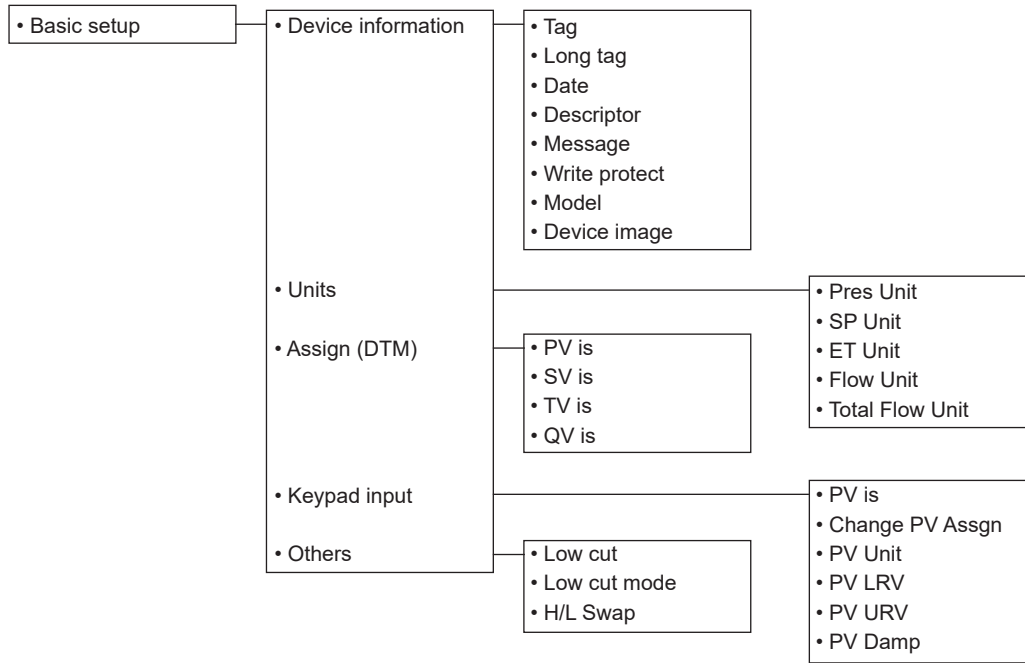 • Basic setup
• Device information
• Tag
• Long tag
• Date
• Descriptor
• Message
• Write protect
• Model
• Device image
• Units
• Pres Unit
• SP Unit
• ET Unit
• Flow Unit
• Total Flow Unit
• Assign (DTM)
• PV is
• SV is
• TV is
• QV is
• Keypad input
• PV is
• Change PV Assgn
• PV Unit
• PV LRV
• PV URV
• PV Damp
• Others
• Low cut
• Low cut mode
• H/L Swap